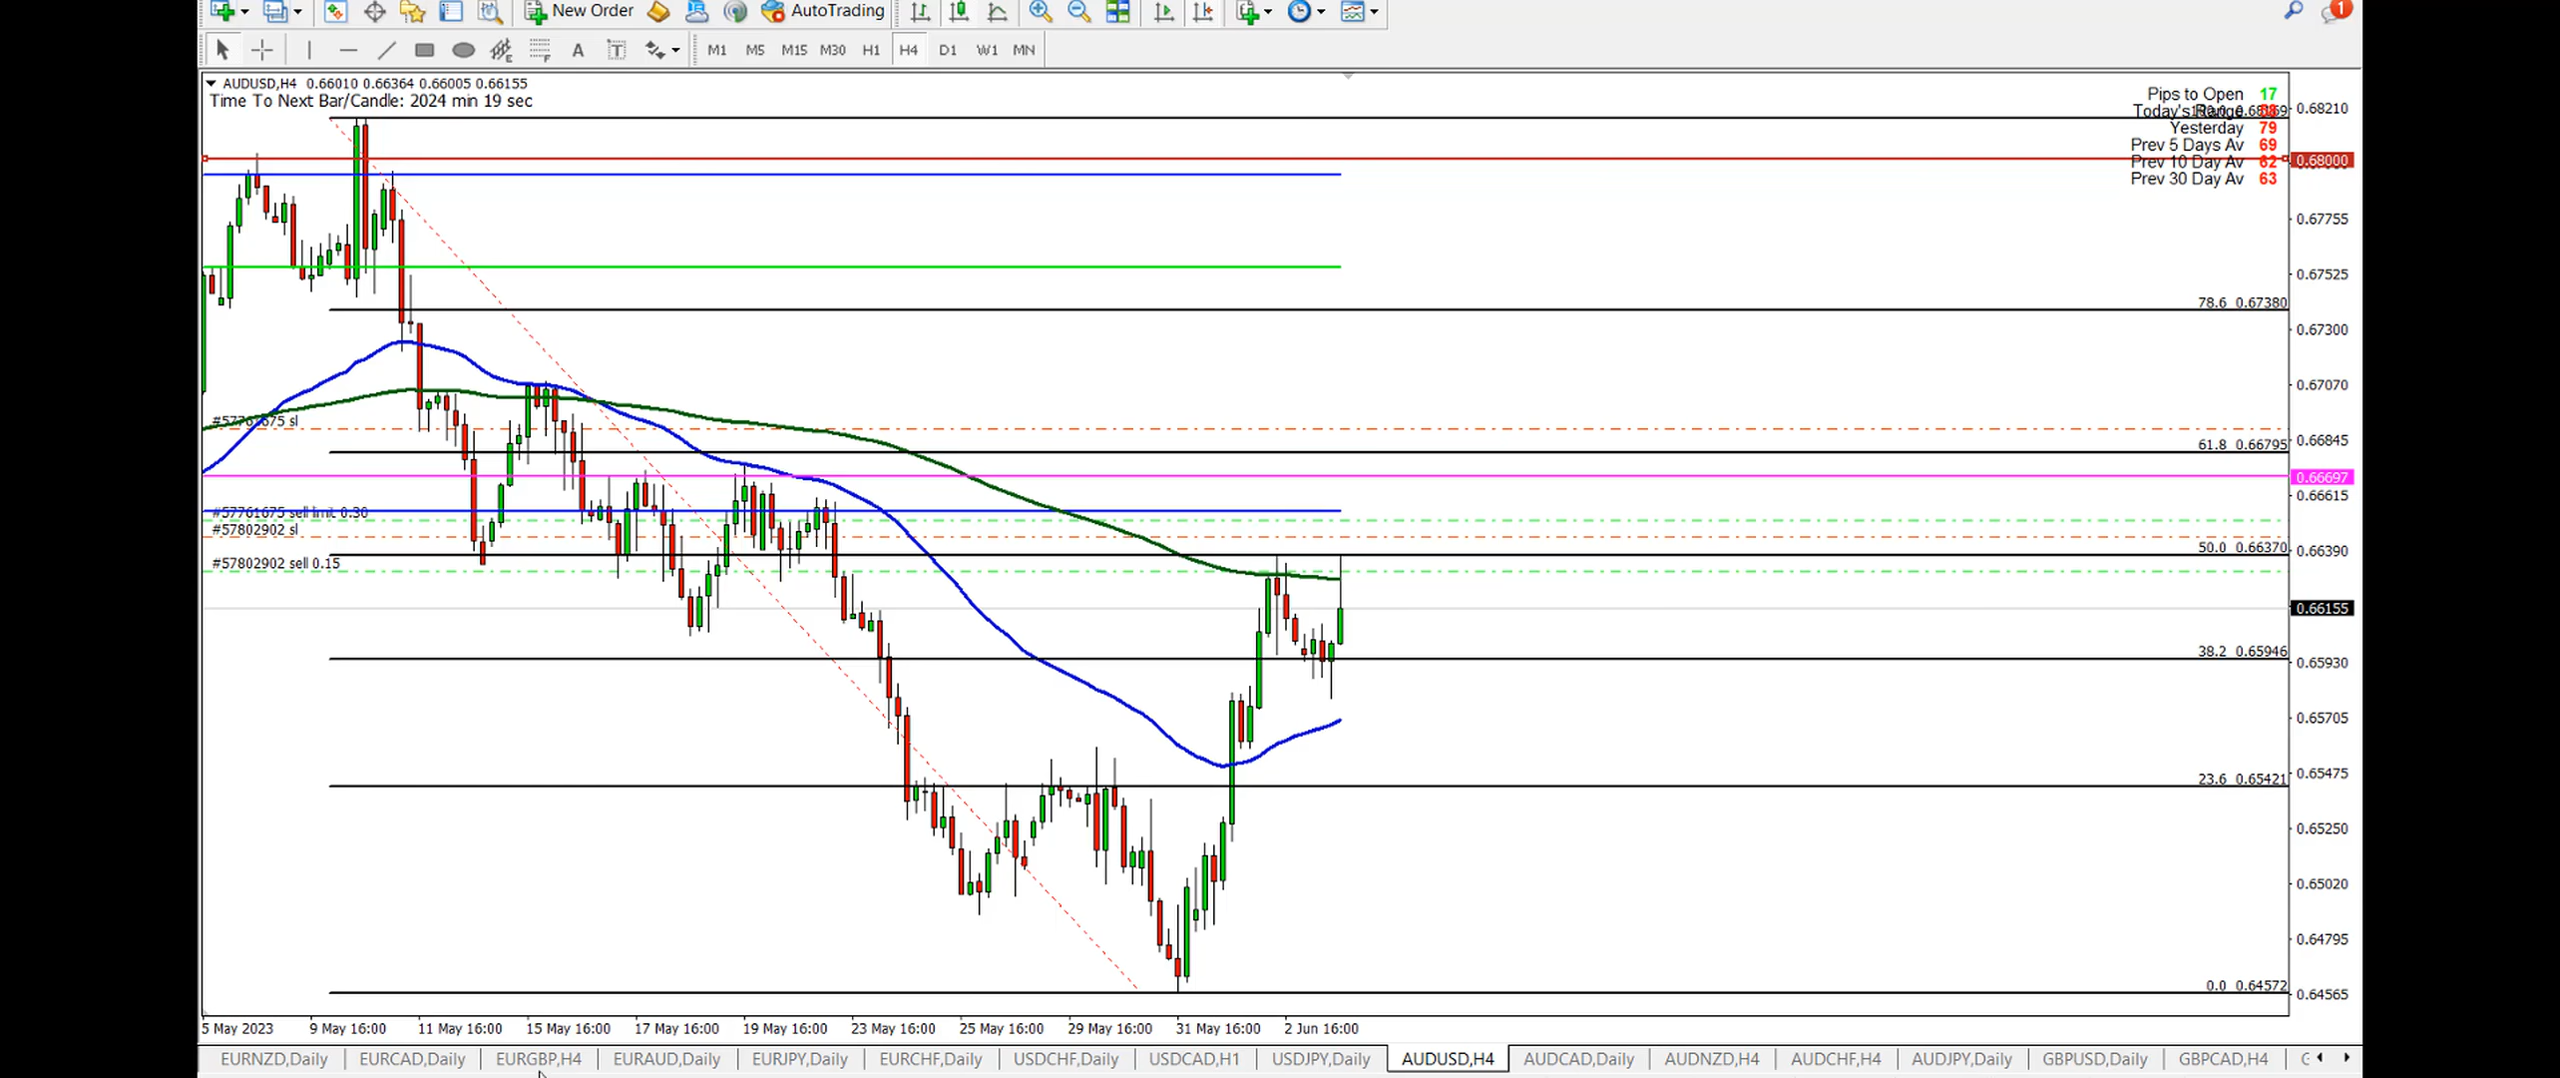 New Order AutoTrading
1
A T M1 M5 M15 M30 H1 H4 D1 W1 MN
AUDUSD,H4 0.66010 0.66364 0.66005 0.66155
Time To Next Bar/Candle: 2024 min 19 sec
Pips to Open 17
Today's Range
Yesterday 79
Prev 5 Days Av 69
Prev 10 Day Av 62
Prev 30 Day Av 63
0.68210
0.68000
0.67755
0.67525
78.6 0.67380
0.67300
0.67070
#57761675 sl
0.66845
61.8 0.66795
0.66697
0.66615
#57761675 sell limit 0.30
#57802902 sl
50.0 0.66370
0.66390
#57802902 sell 0.15
0.66155
38.2 0.65946
0.65930
0.65705
23.6 0.65421
0.65475
0.65250
0.65020
0.64795
0.0 0.64572
0.64565
5 May 2023 9 May 16:00 11 May 16:00 15 May 16:00 17 May 16:00 19 May 16:00 23 May 16:00 25 May 16:00 29 May 16:00 31 May 16:00 2 Jun 16:00
EURNZD,Daily EURCAD,Daily EURGBP,H4 EURAUD,Daily EURJPY,Daily EURCHF,Daily USDCHF,Daily USDCAD,H1 USDJPY,Daily AUDUSD,H4 AUDCAD,Daily AUDNZD,H4 AUDCHF,H4 AUDJPY,Daily GBPUSD,Daily GBPCAD,H4